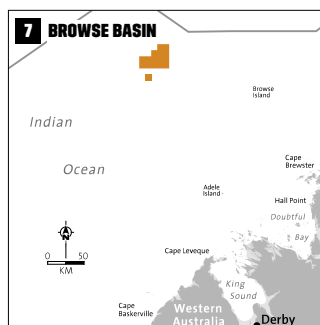 7 BROWSE BASIN
Browse
Island
Indian
Ocean
Cape
Brewster
Adele
Island
Hall Point
Doubtful
Bay
N
0 50
KM
Cape Leveque
King
Sound
Cape
Baskerville
Western
Australia
Derby